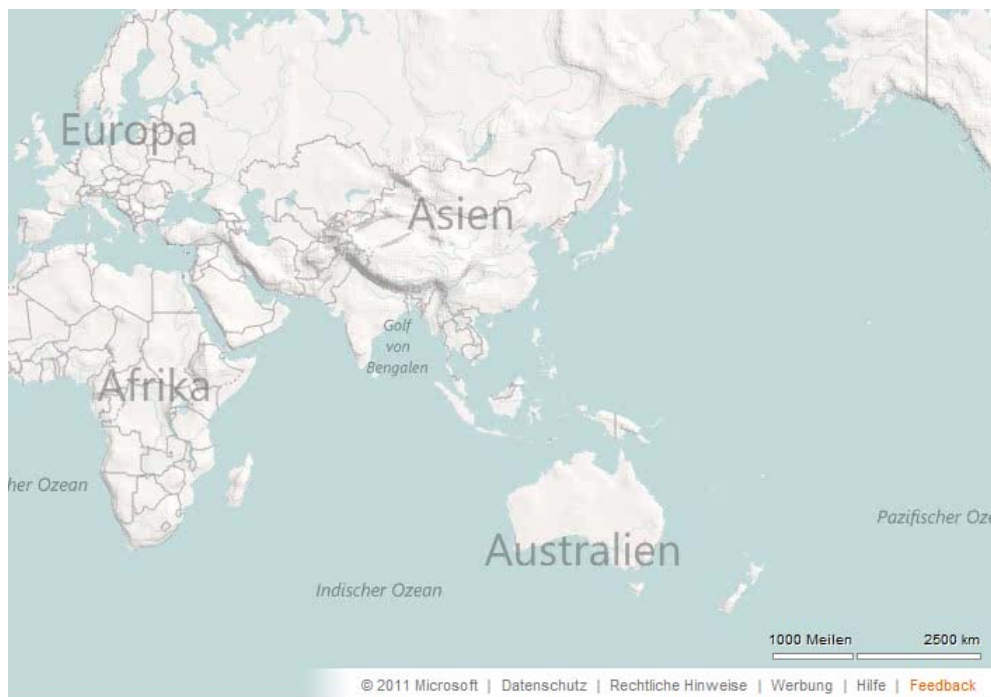 Europa
Asien
Golf
von
Bengalen
Afrika
her Ozean
Pazifischer Oze
Australien
Indischer Ozean
1000 Meilen 2500 km
© 2011 Microsoft | Datenschutz | Rechtliche Hinweise | Werbung | Hilfe | Feedback